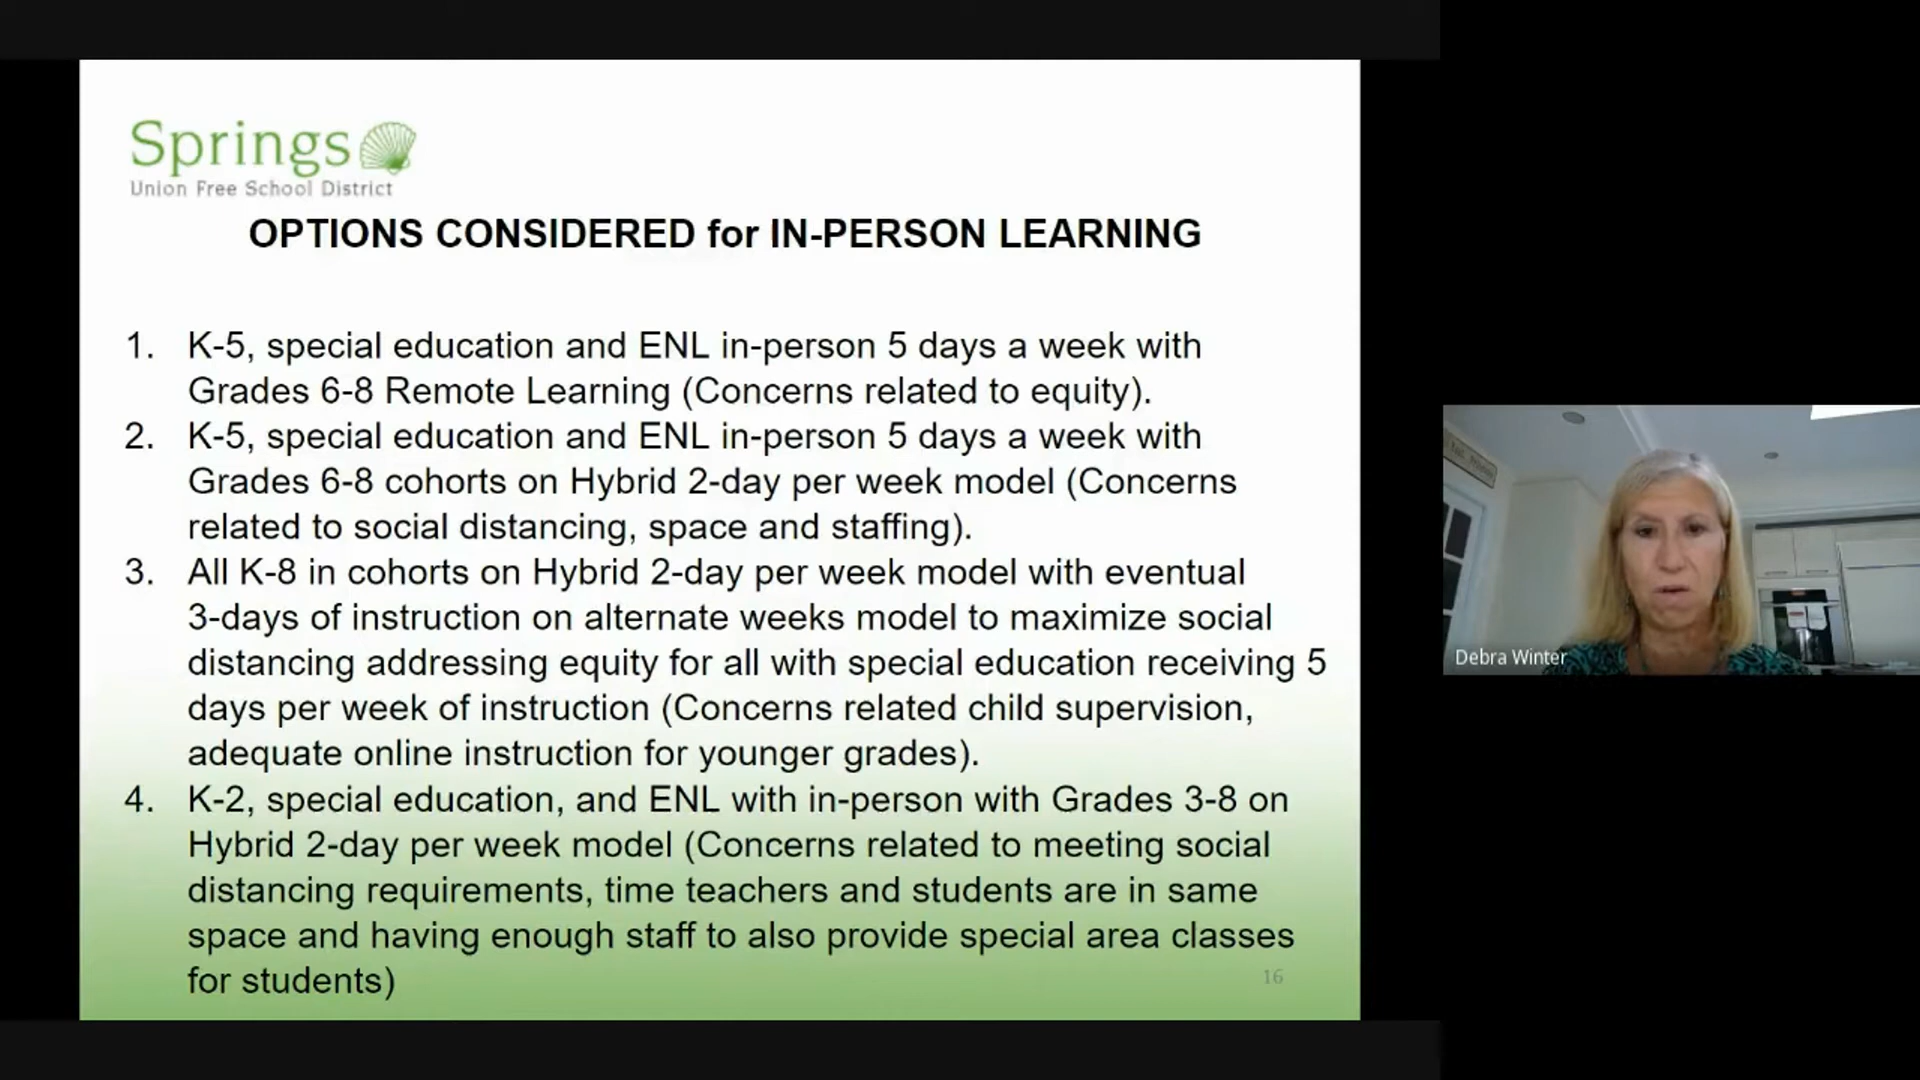 Springs
Union Free School District
OPTIONS CONSIDERED for IN-PERSON LEARNING
1. K-5, special education and ENL in-person 5 days a week with
Grades 6-8 Remote Learning (Concerns related to equity).
2. K-5, special education and ENL in-person 5 days a week with
Grades 6-8 cohorts on Hybrid 2-day per week model (Concerns
related to social distancing, space and staffing).
3. All K-8 in cohorts on Hybrid 2-day per week model with eventual
3-days of instruction on alternate weeks model to maximize social
distancing addressing equity for all with special education receiving 5
days per week of instruction (Concerns related child supervision,
adequate online instruction for younger grades).
4. K-2, special education, and ENL with in-person with Grades 3-8 on
Hybrid 2-day per week model (Concerns related to meeting social
distancing requirements, time teachers and students are in same
space and having enough staff to also provide special area classes
for students)
16
Debra Winter